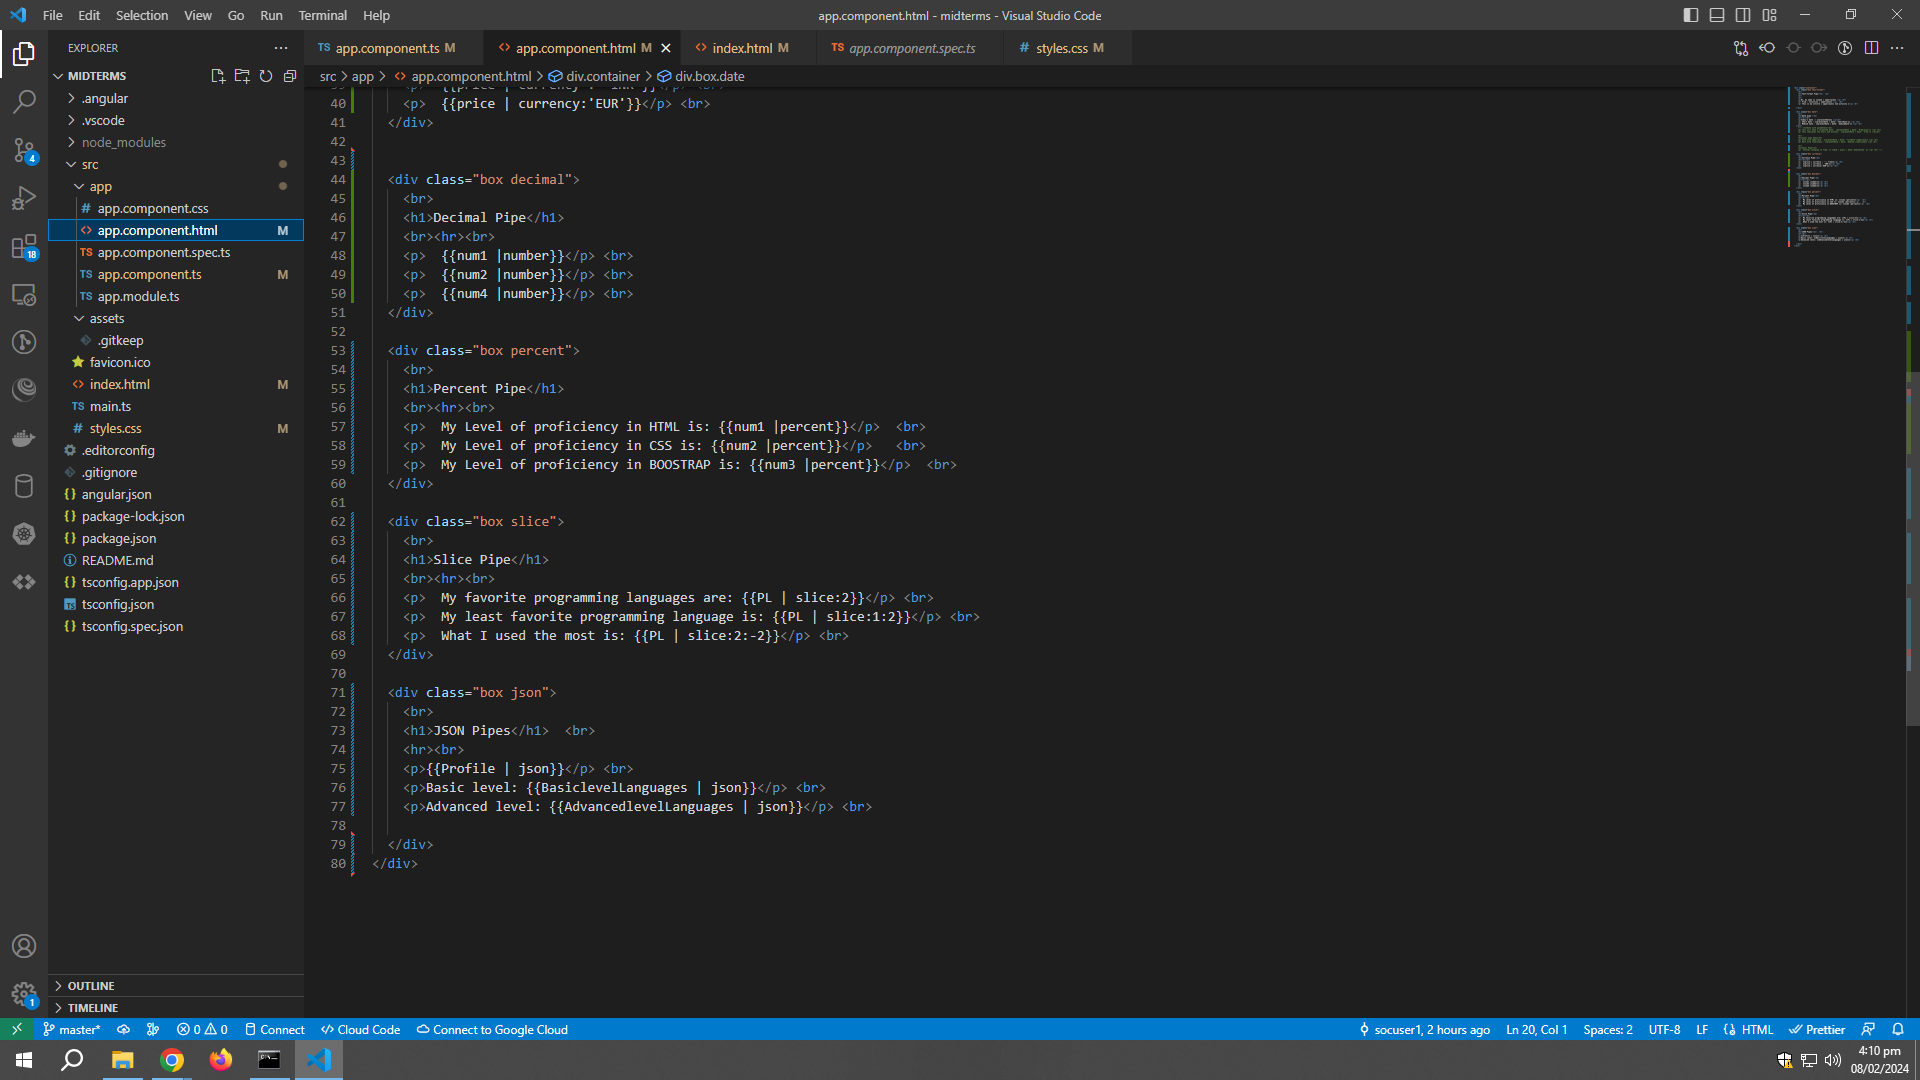 File Edit Selection View Go Run Terminal Help
app.component.html - midterms - Visual Studio Code
EXPLORER
TS app.component.ts M
<> app.component.html M
<> index.html M
TS app.component.spec.ts
# styles.css M
src > app > <> app.component.html > div.container > div.box.date
MIDTERMS
.angular
.vscode
node_modules
src
app
# app.component.css
<> app.component.html M
TS app.component.spec.ts
TS app.component.ts M
TS app.module.ts
assets
.gitkeep
favicon.ico
<> index.html M
TS main.ts
# styles.css M
.editorconfig
.gitignore
{} angular.json
{} package-lock.json
{} package.json
README.md
{} tsconfig.app.json
tsconfig.json
{} tsconfig.spec.json
OUTLINE
TIMELINE
4
18
1
40 <p>  {{price | currency:'EUR'}}</p> <br>
41 </div>
42
43
44 <div class="box decimal">
45 <br>
46 <h1>Decimal Pipe</h1>
47 <br><hr><br>
48 <p>  {{num1 |number}}</p> <br>
49 <p>  {{num2 |number}}</p> <br>
50 <p>  {{num4 |number}}</p> <br>
51 </div>
52
53 <div class="box percent">
54 <br>
55 <h1>Percent Pipe</h1>
56 <br><hr><br>
57 <p>  My Level of proficiency in HTML is: {{num1 |percent}}</p>  <br>
58 <p>  My Level of proficiency in CSS is: {{num2 |percent}}</p>   <br>
59 <p>  My Level of proficiency in BOOSTRAP is: {{num3 |percent}}</p>  <br>
60 </div>
61
62 <div class="box slice">
63 <br>
64 <h1>Slice Pipe</h1>
65 <br><hr><br>
66 <p>  My favorite programming languages are: {{PL | slice:2}}</p> <br>
67 <p>  My least favorite programming language is: {{PL | slice:1:2}}</p> <br>
68 <p>  What I used the most is: {{PL | slice:2:-2}}</p> <br>
69 </div>
70
71 <div class="box json">
72 <br>
73 <h1>JSON Pipes</h1>  <br>
74 <hr><br>
75 <p>{{Profile | json}}</p> <br>
76 <p>Basic level: {{BasiclevelLanguages | json}}</p> <br>
77 <p>Advanced level: {{AdvancedlevelLanguages | json}}</p> <br>
78
79 </div>
80 </div>
master* 0 0 Connect Cloud Code Connect to Google Cloud
socuser1, 2 hours ago Ln 20, Col 1 Spaces: 2 UTF-8 LF HTML Prettier
4:10 pm
08/02/2024